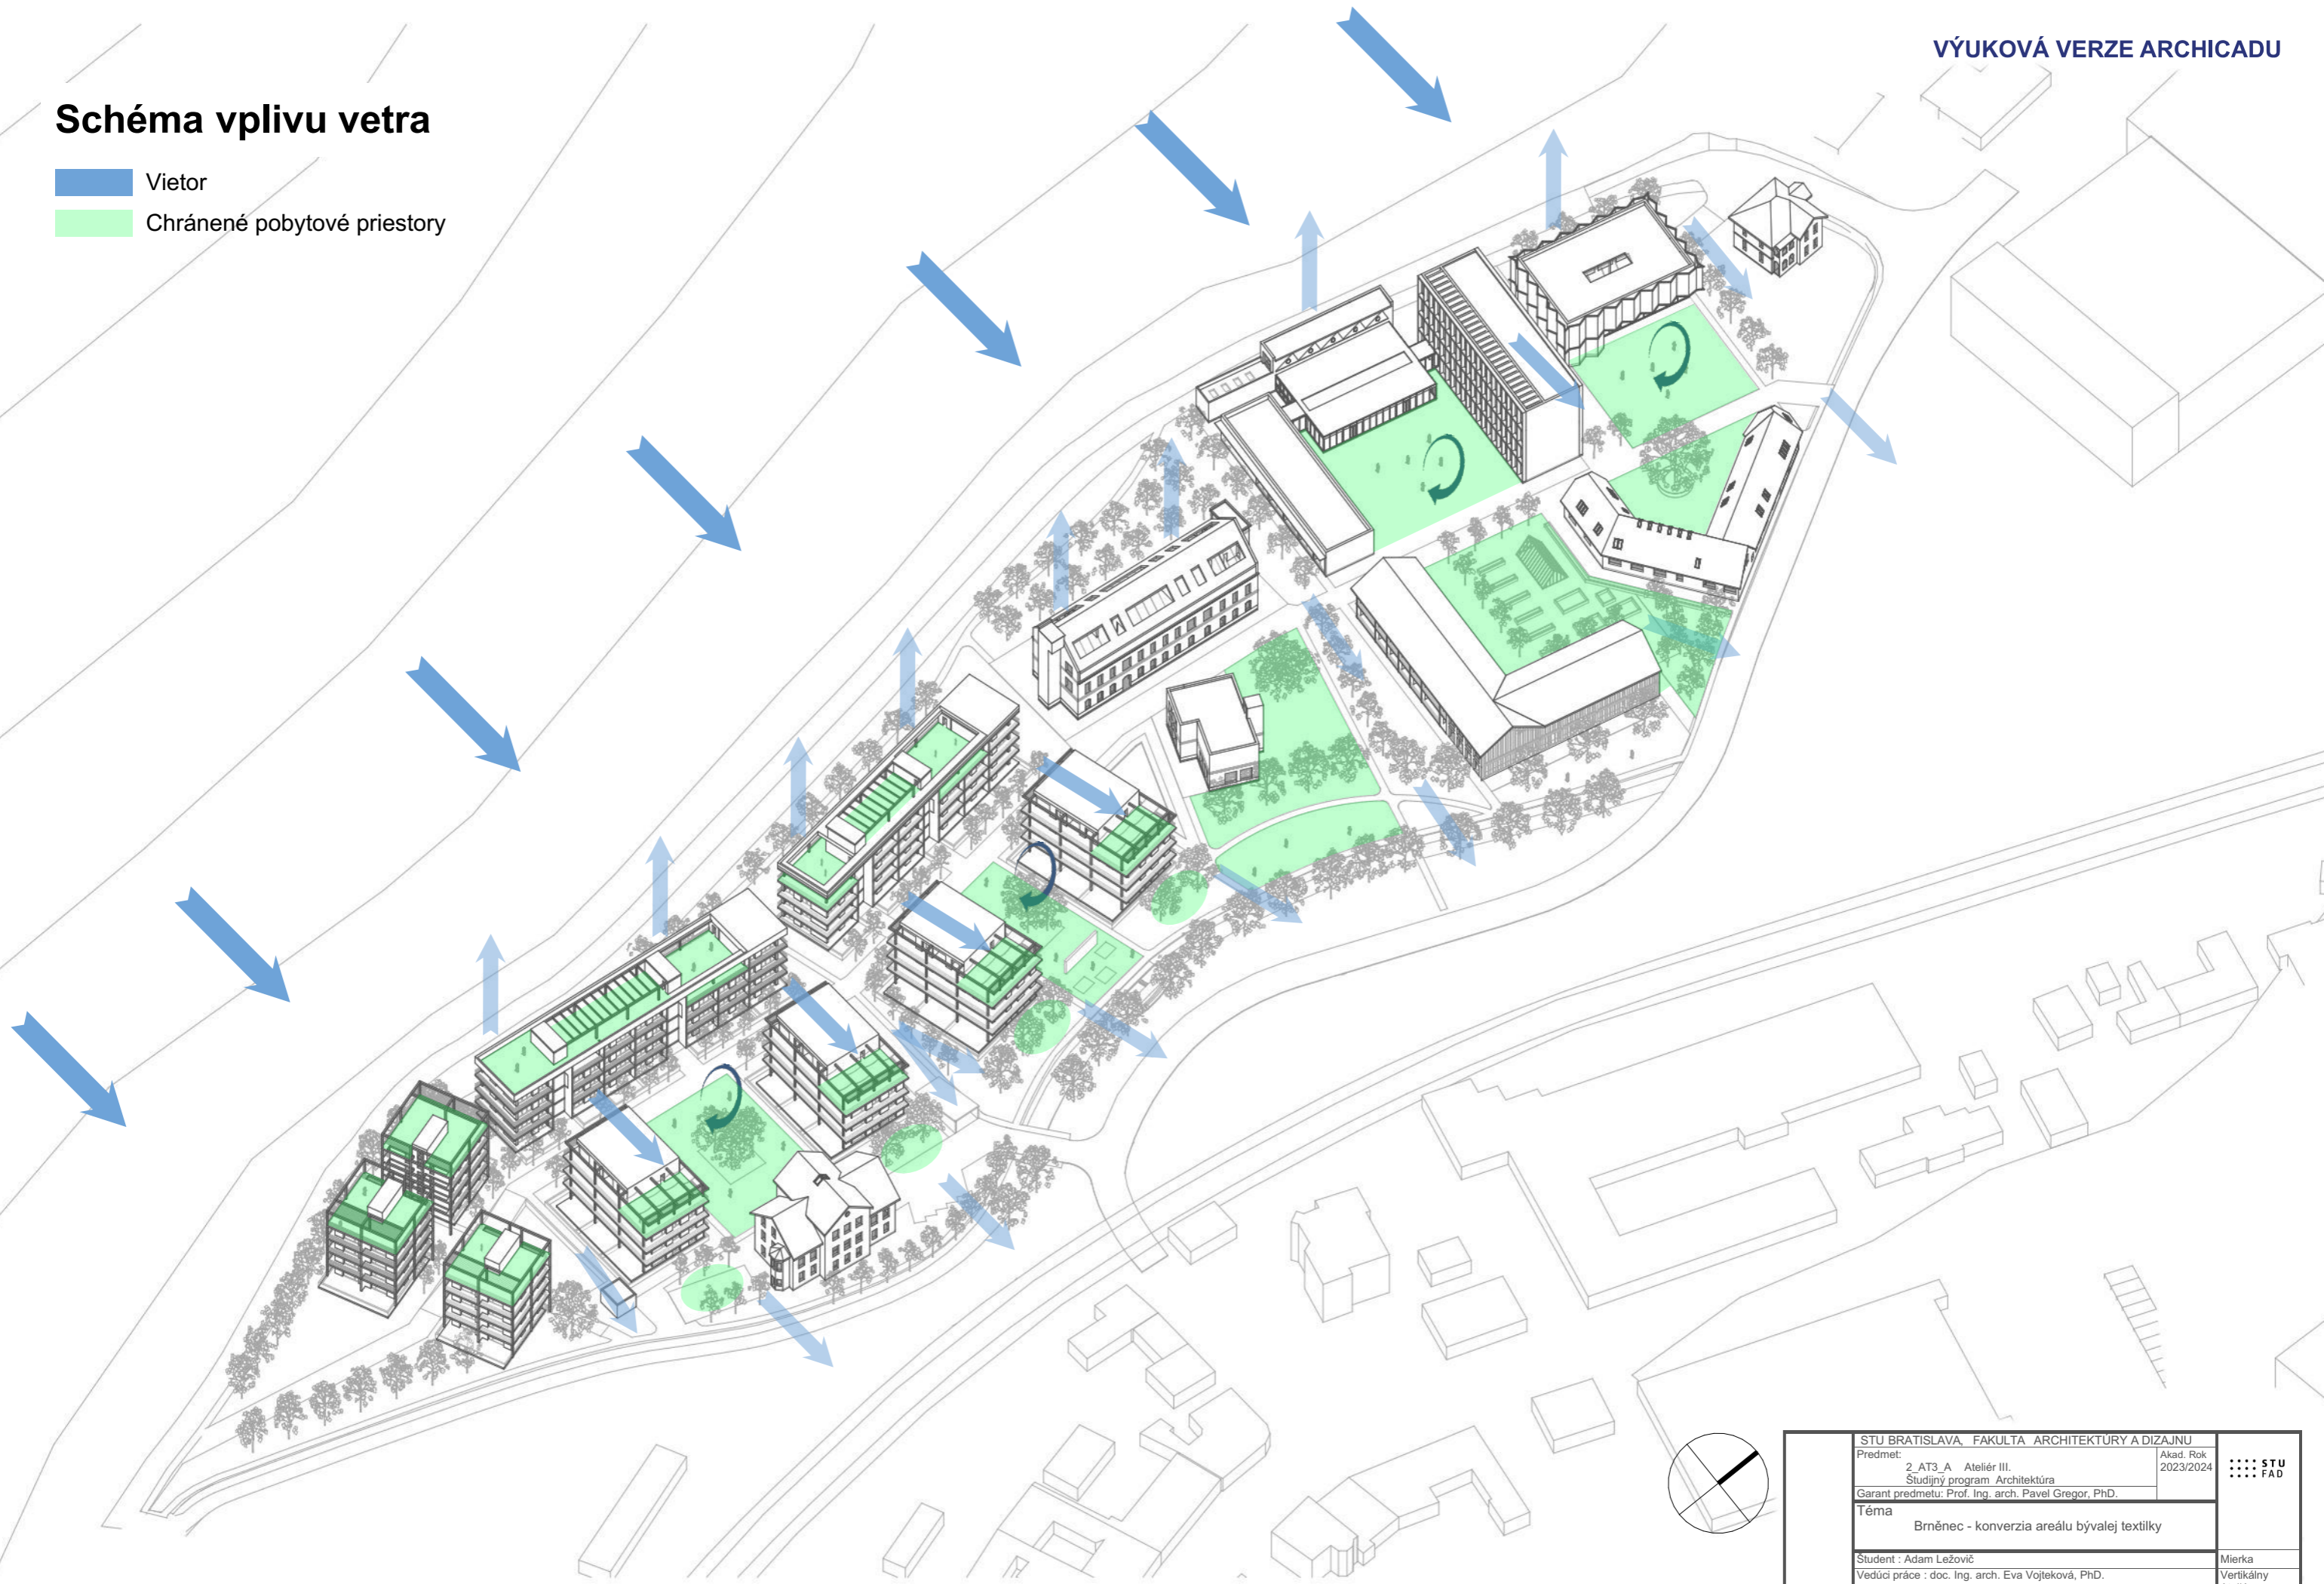 VÝUKOVÁ VERZE ARCHICADU
Schéma vplivu vetra
Vietor
Chránené pobytové priestory
STU BRATISLAVA, FAKULTA ARCHITEKTÚRY A DIZAJNU
Predmet:
2_AT3_A Ateliér III.
Študijný program Architektúra
Akad. Rok
2023/2024
Garant predmetu: Prof. Ing. arch. Pavel Gregor, PhD.
STU
FAD
Téma
Brněnec - konverzia areálu bývalej textilky
Študent : Adam Ležovič
Mierka
Vedúci práce : doc. Ing. arch. Eva Vojteková, PhD.
Vertikálny